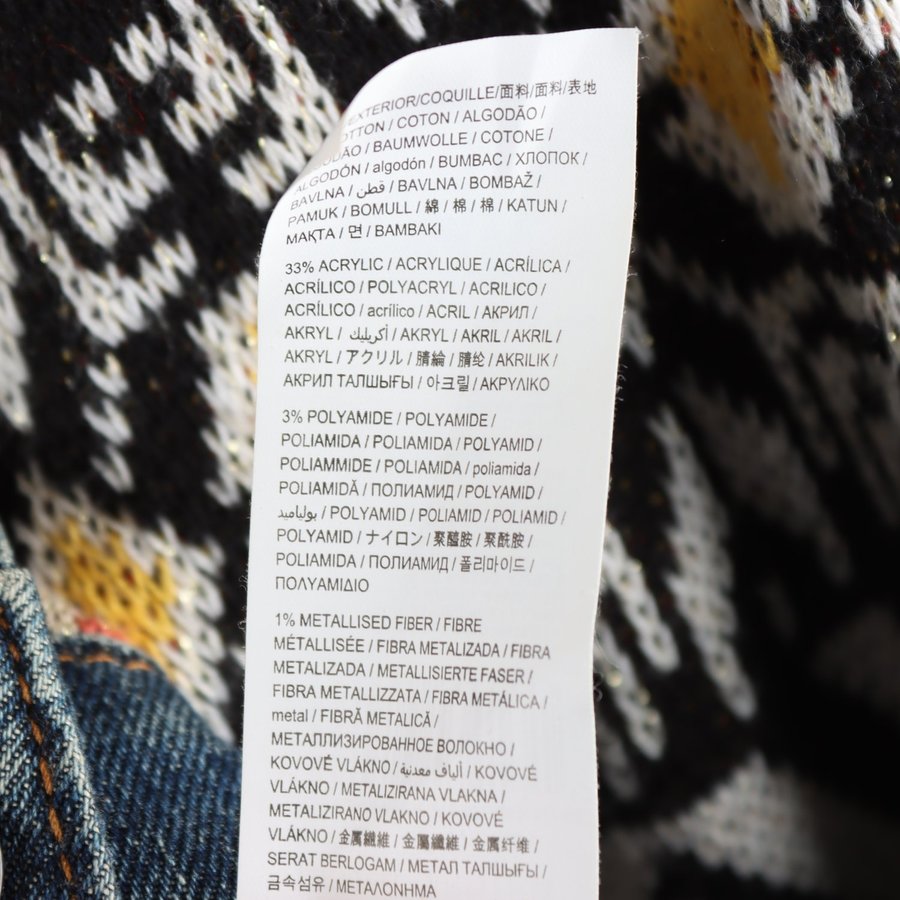 EXTERIOR/COQUILLE/面料/面料/表地
COTTON / COTON / ALGODÃO /
BAUMWOLLE / COTONE /
ALGODÓN / algodón / BUMBAC / ХЛОПОК /
BAVLNA / قطن / BAVLNA / BOMBAŽ /
PAMUK / BOMULL / 綿 / 棉 / 棉 / KATUN /
МАҚТА / 면 / BAMBAKI
33% ACRYLIC / ACRYLIQUE / ACRÍLICA /
ACRÍLICO / POLYACRYL / ACRILICO /
ACRÍLICO / acrílico / ACRIL / АКРИЛ /
AKRYL / أكريليك / AKRYL / AKRIL / AKRIL /
AKRYL / アクリル / 腈綸 / 腈纶 / AKRILIK /
АКРИЛ ТАЛШЫҒЫ / 아크릴 / ΑΚΡΥΛΙΚΟ
3% POLYAMIDE / POLYAMIDE /
POLIAMIDA / POLIAMIDA / POLYAMID /
POLIAMMIDE / POLIAMIDA / poliamida /
POLIAMIDĂ / ПОЛИАМИД / POLYAMID /
بولياميد / POLYAMID / POLIAMID / POLIAMID /
POLYAMID / ナイロン / 聚醯胺 / 聚酰胺 /
POLIAMIDA / ПОЛИАМИД / 폴리마이드 /
ΠΟΛΥΑΜΙΔΙΟ
1% METALLISED FIBER / FIBRE
MÉTALLISÉE / FIBRA METALIZADA / FIBRA
METALIZADA / METALLISIERTE FASER /
FIBRA METALLIZZATA / FIBRA METÁLICA /
metal / FIBRĂ METALICĂ /
МЕТАЛЛИЗИРОВАННОЕ ВОЛОКНО /
KOVOVÉ VLÁKNO / ألياف معدنية / KOVOVÉ
VLÁKNO / METALIZIRANA VLAKNA /
METALIZIRANO VLAKNO / KOVOVÉ
VLÁKNO / 金属繊維 / 金屬纖維 / 金属纤维 /
SERAT BERLOGAM / МЕТАЛ ТАЛШЫҒЫ /
금속섬유 / ΜΕΤΑΛΟΝΗΜΑ